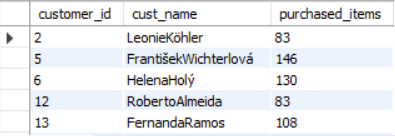 customer_id cust_name purchased_items
2 LeonieKöhler 83
5 FrantišekWichterlová 146
6 HelenaHolý 130
12 RobertoAlmeida 83
13 FernandaRamos 108